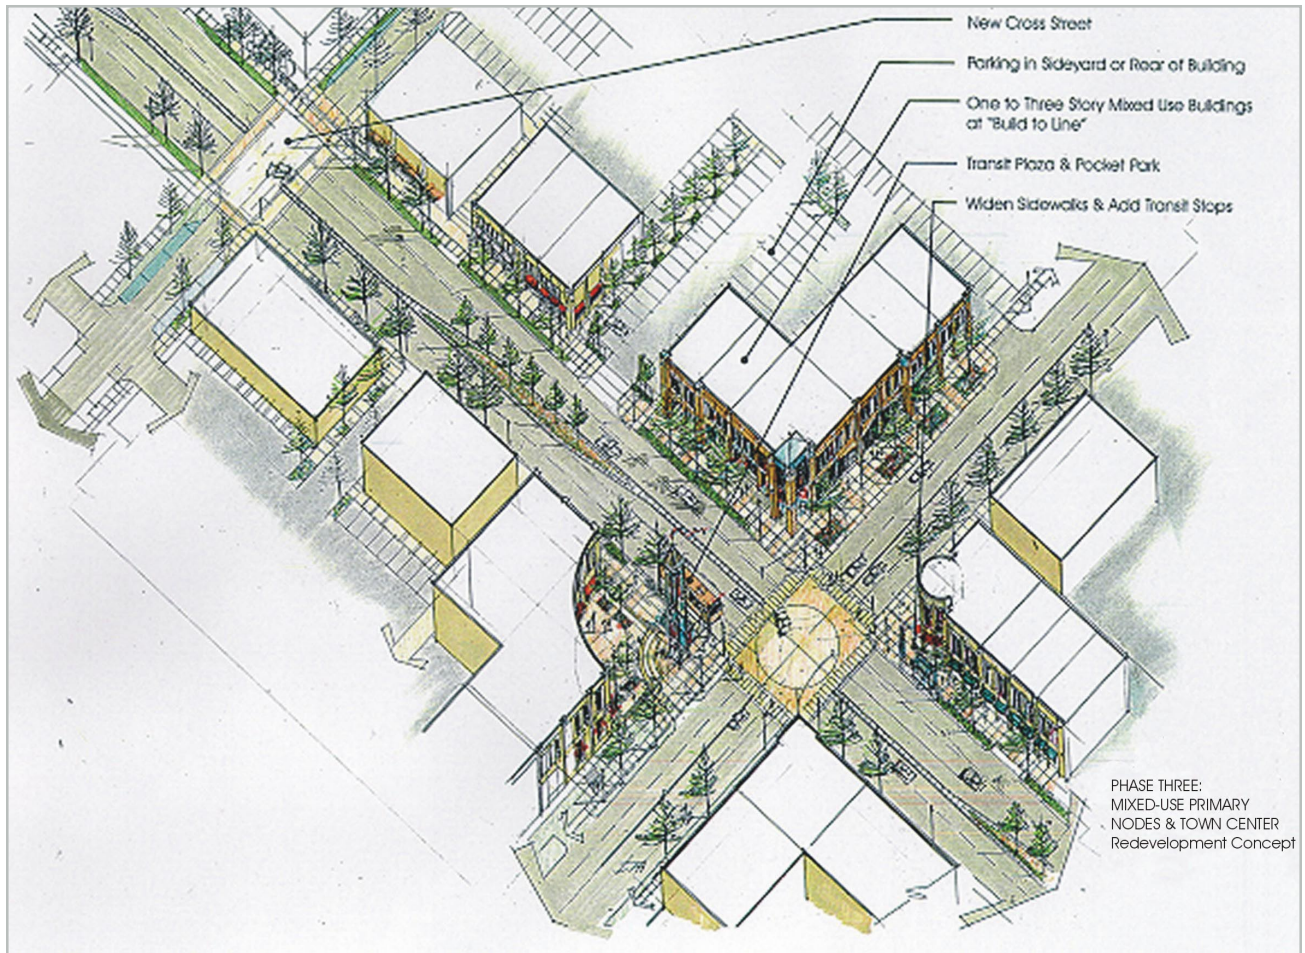 New Cross Street
Parking in Sideyard or Rear of Building
One to Three Story Mixed Use Buildings
at "Build to Line"
Transit Plaza & Pocket Park
Widen Sidewalks & Add Transit Stops
PHASE THREE:
MIXED-USE PRIMARY
NODES & TOWN CENTER
Redevelopment Concept